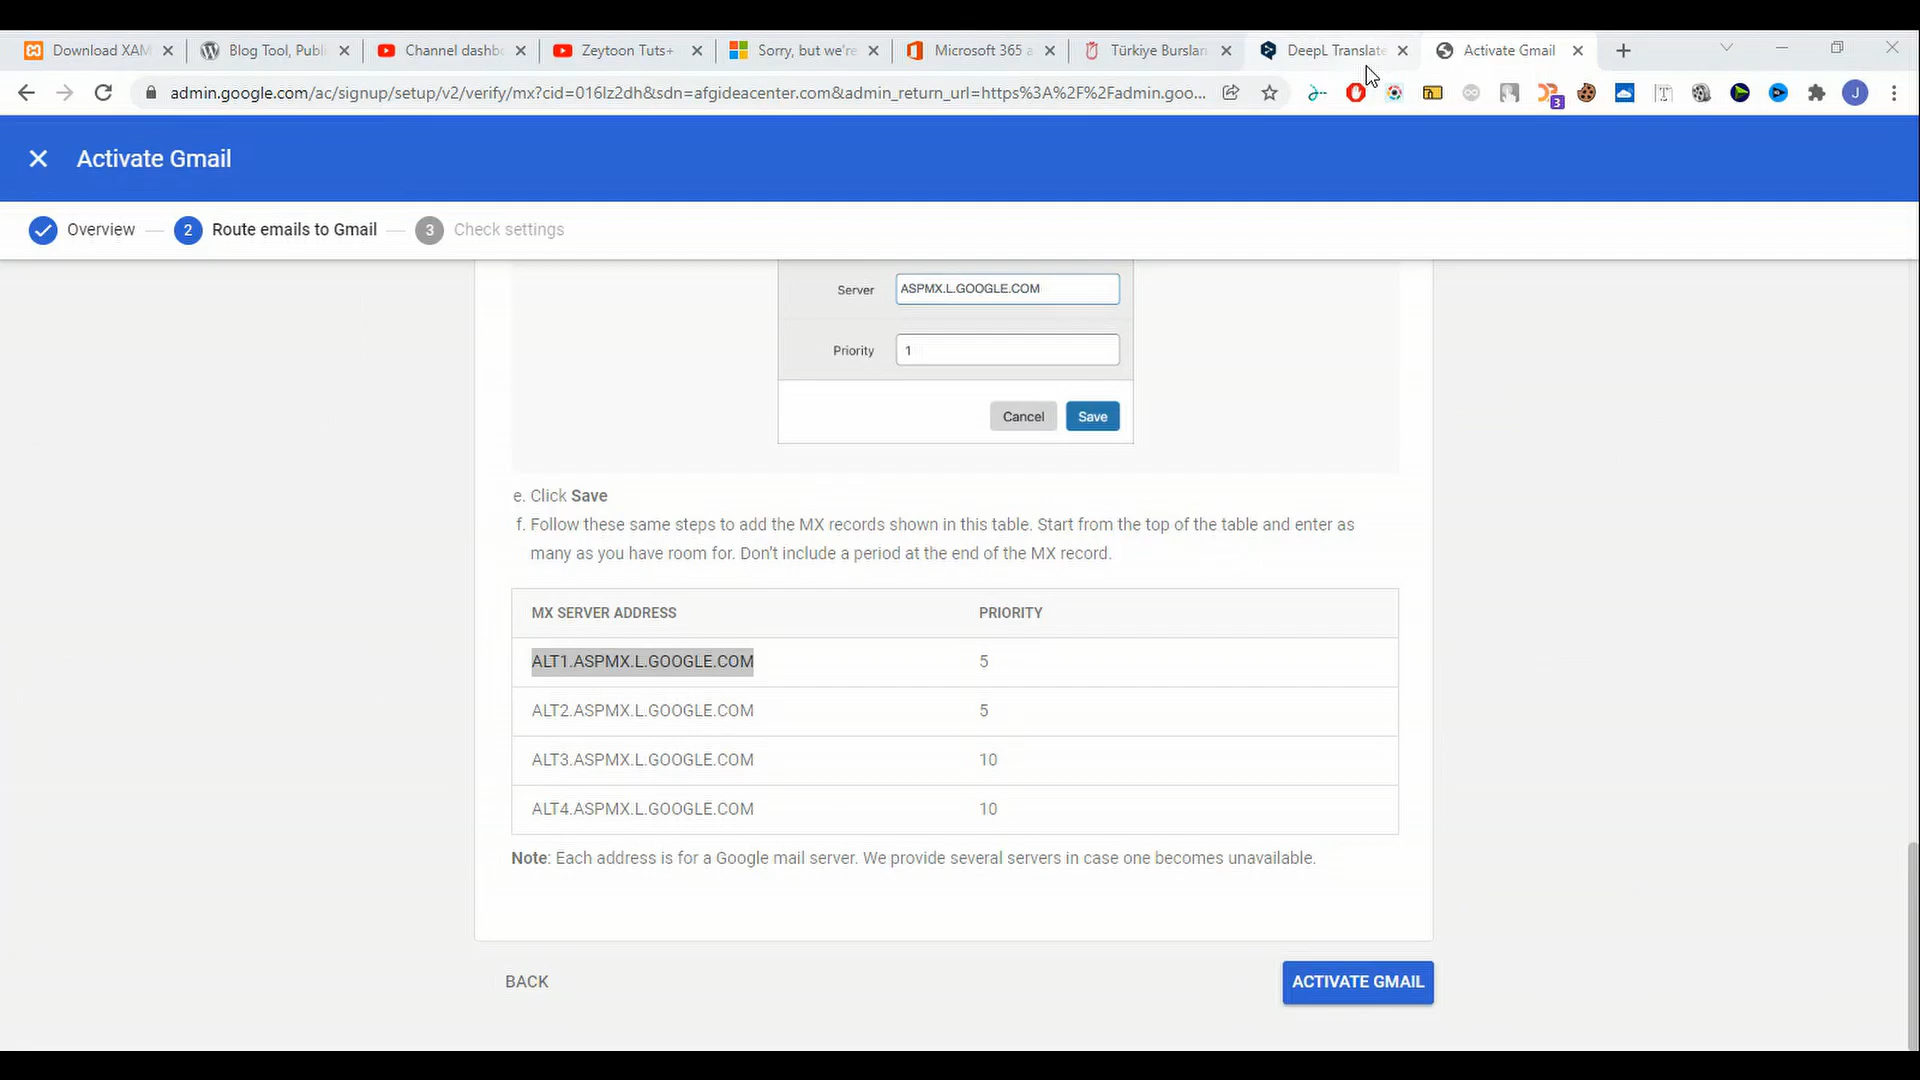 Download XAM
Blog Tool, Publi
Channel dashb
Zeytoon Tuts+
Sorry, but we're
Microsoft 365 a
Türkiye Burslar
DeepL Translate
Activate Gmail
admin.google.com/ac/signup/setup/v2/verify/mx?cid=016lz2dh&sdn=afgideacenter.com&admin_return_url=https%3A%2F%2Fadmin.goo...
3
J
Activate Gmail
Overview
2 Route emails to Gmail
3 Check settings
Server ASPMX.L.GOOGLE.COM
Priority 1
Cancel Save
e. Click Save
f. Follow these same steps to add the MX records shown in this table. Start from the top of the table and enter as
many as you have room for. Don't include a period at the end of the MX record.
MX SERVER ADDRESS PRIORITY
ALT1.ASPMX.L.GOOGLE.COM 5
ALT2.ASPMX.L.GOOGLE.COM 5
ALT3.ASPMX.L.GOOGLE.COM 10
ALT4.ASPMX.L.GOOGLE.COM 10
Note: Each address is for a Google mail server. We provide several servers in case one becomes unavailable.
BACK
ACTIVATE GMAIL